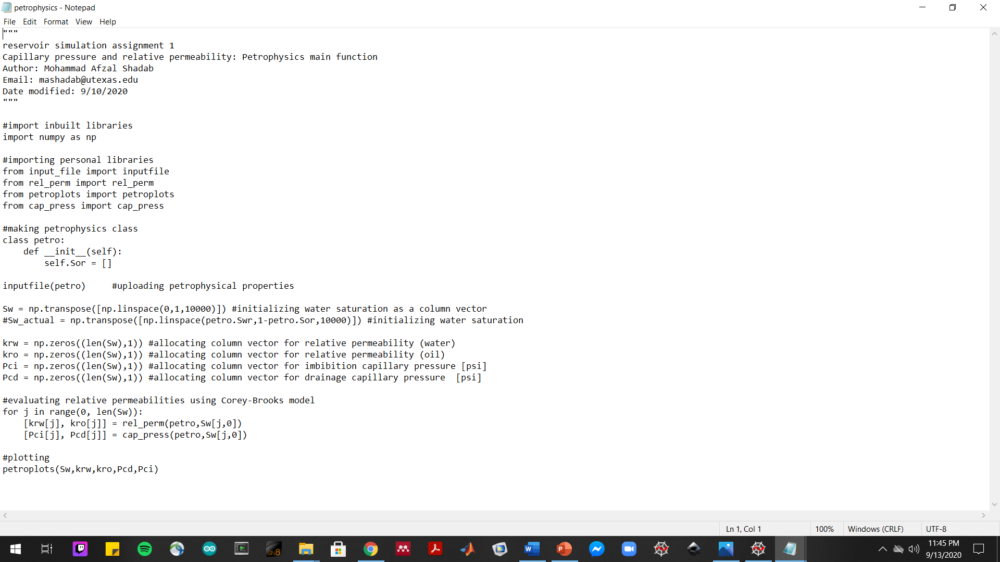 petrophysics - Notepad
File Edit Format View Help
"""
reservoir simulation assignment 1
Capillary pressure and relative permeability: Petrophysics main function
Author: Mohammad Afzal Shadab
Email: mashadab@utexas.edu
Date modified: 9/10/2020
"""
#import inbuilt libraries
import numpy as np
#importing personal libraries
from input_file import inputfile
from rel_perm import rel_perm
from petroplots import petroplots
from cap_press import cap_press
#making petrophysics class
class petro:
    def __init__(self):
        self.Sor = []
inputfile(petro)     #uploading petrophysical properties
Sw = np.transpose([np.linspace(0,1,10000)]) #initializing water saturation as a column vector
#Sw_actual = np.transpose([np.linspace(petro.Swr,1-petro.Sor,10000)]) #initializing water saturation
krw = np.zeros((len(Sw),1)) #allocating column vector for relative permeability (water)
kro = np.zeros((len(Sw),1)) #allocating column vector for relative permeability (oil)
Pci = np.zeros((len(Sw),1)) #allocating column vector for imbibition capillary pressure [psi]
Pcd = np.zeros((len(Sw),1)) #allocating column vector for drainage capillary pressure  [psi]
#evaluating relative permeabilities using Corey-Brooks model
for j in range(0, len(Sw)):
    [krw[j], kro[j]] = rel_perm(petro,Sw[j,0])
    [Pci[j], Pcd[j]] = cap_press(petro,Sw[j,0])
#plotting
petroplots(Sw,krw,kro,Pcd,Pci)
Ln 1, Col 1 100% Windows (CRLF) UTF-8
SN8
W
P
11:45 PM
9/13/2020